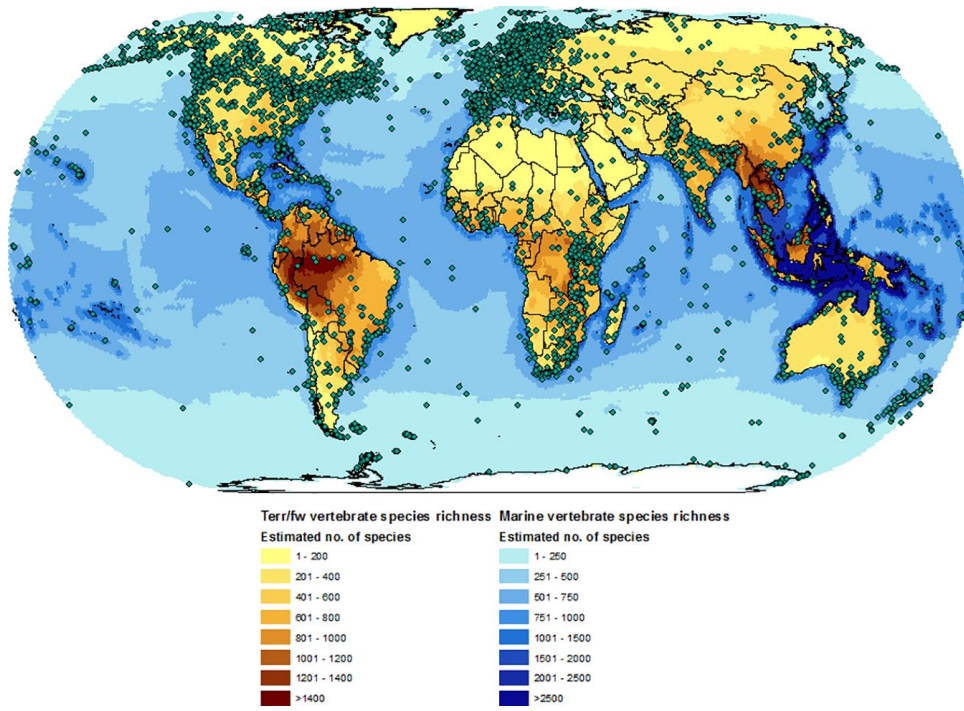 Terr/fw vertebrate species richness
Estimated no. of species
1 - 200
201 - 400
401 - 600
601 - 800
801 - 1000
1001 - 1200
1201 - 1400
>1400
Marine vertebrate species richness
Estimated no. of species
1 - 250
251 - 500
501 - 750
751 - 1000
1001 - 1500
1501 - 2000
2001 - 2500
>2500